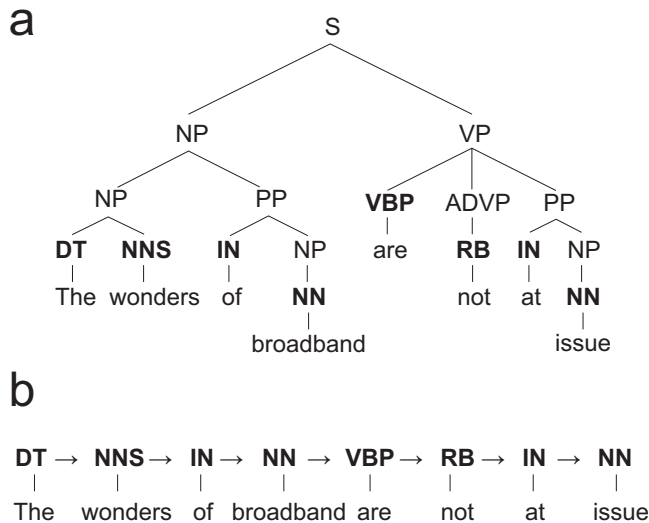 a
S
NP VP
NP PP VBP ADVP PP
DT NNS IN NP are RB IN NP
The wonders of NN not at NN
broadband issue
b
DT → NNS → IN → NN → VBP → RB → IN → NN
The wonders of broadband are not at issue